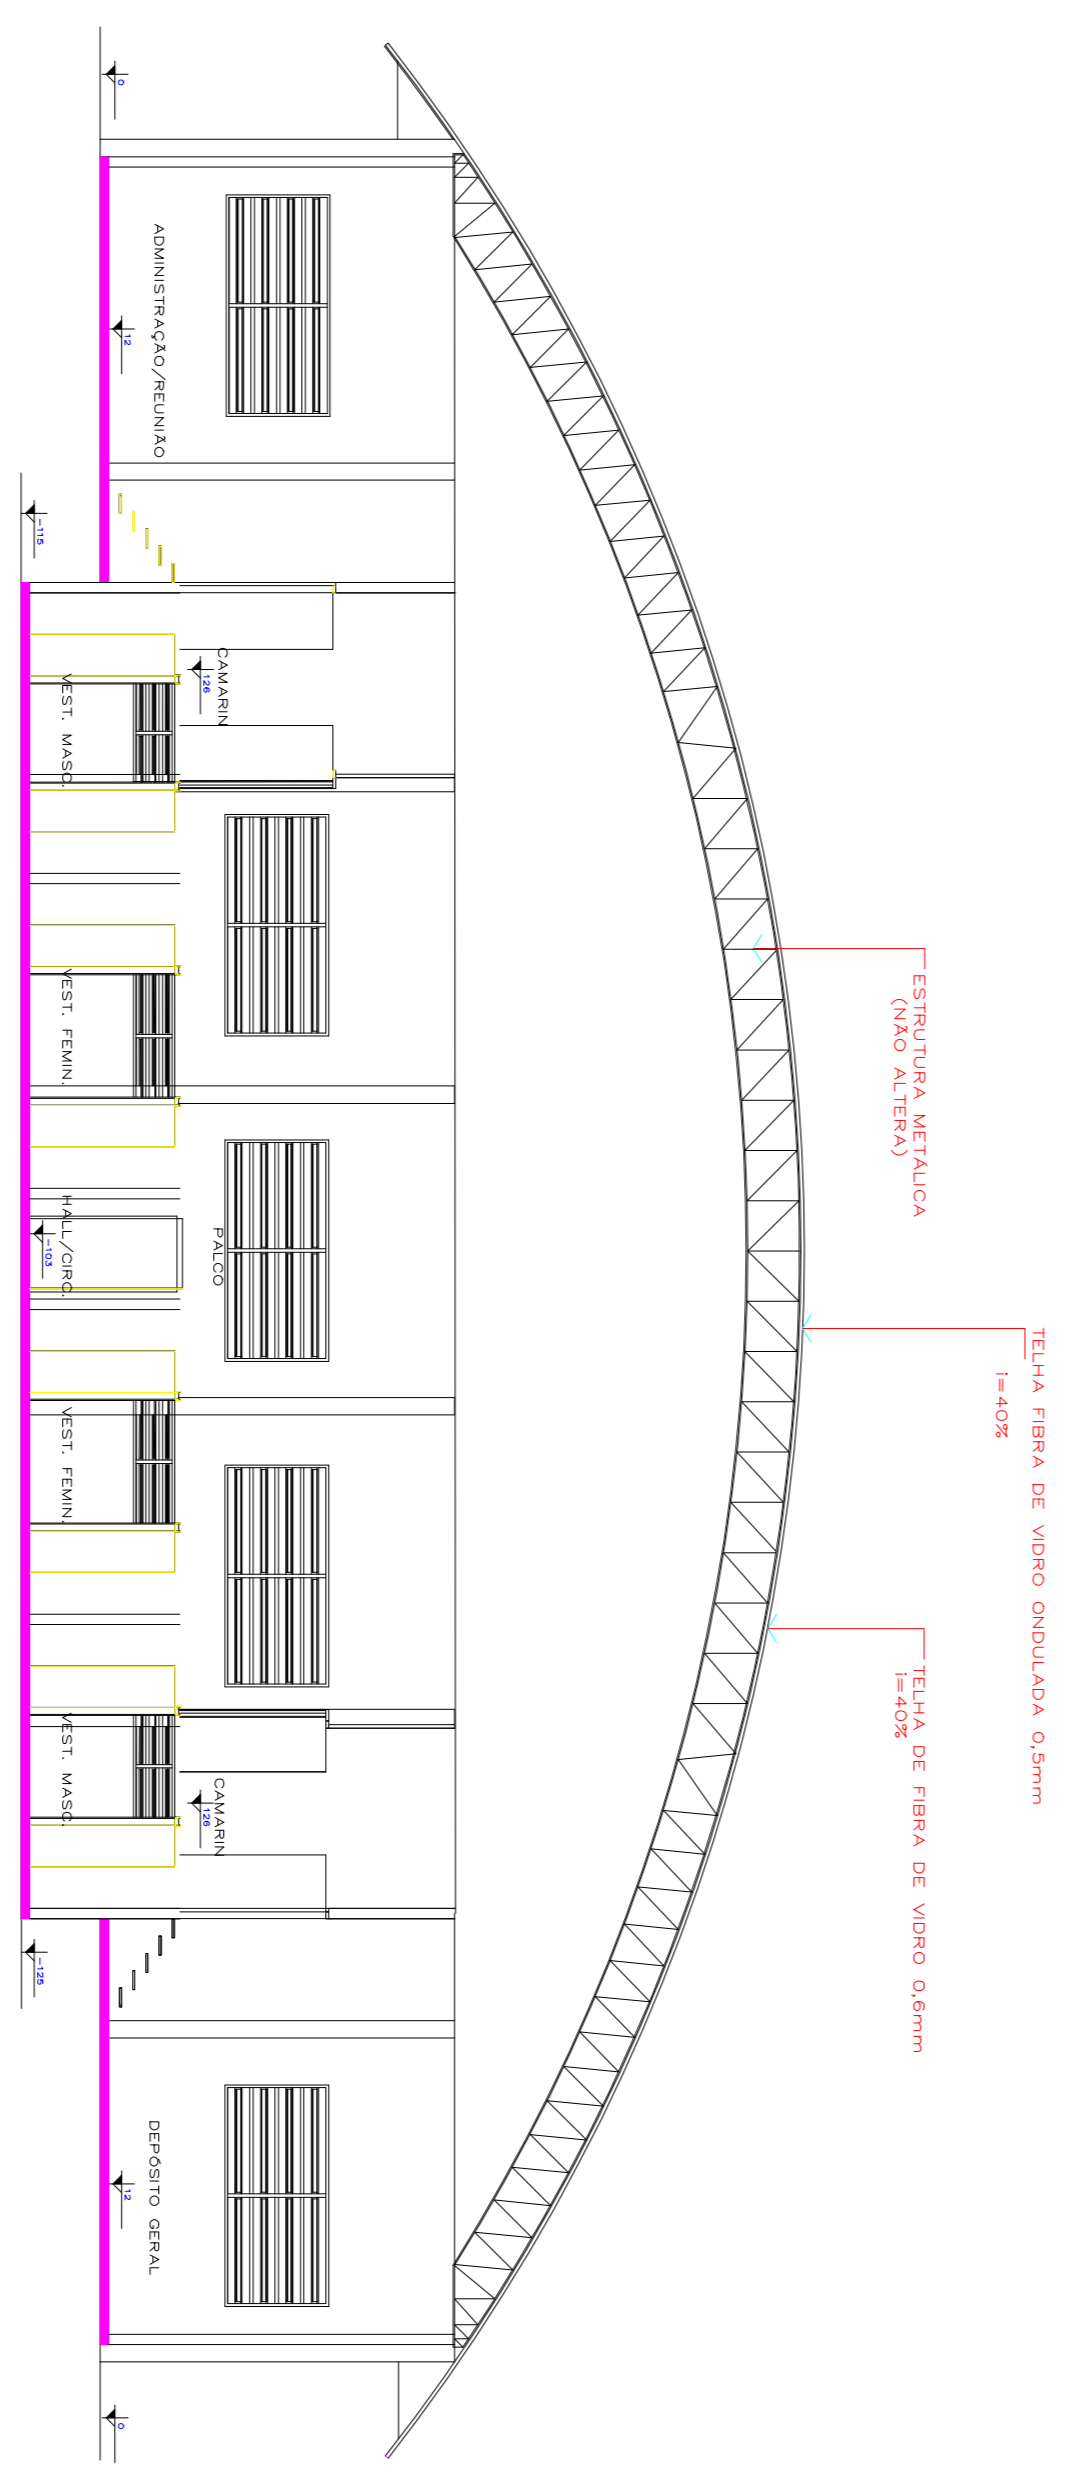 TELHA FIBRA DE VIDRO ONDULADA 0,5mm
i=40%
ESTRUTURA METÁLICA
(NÃO ALTERA)
TELHA DE FIBRA DE VIDRO 0,6mm
i=40%
CAMARIN
126
PALCO
CAMARIN
126
ADMINISTRAÇÃO/REUNIÃO
DEPÓSITO GERAL
0
12
12
0
VEST. MASC.
VEST. FEMIN.
HALL/CIRC.
VEST. FEMIN.
VEST. MASC.
-115
-103
-125